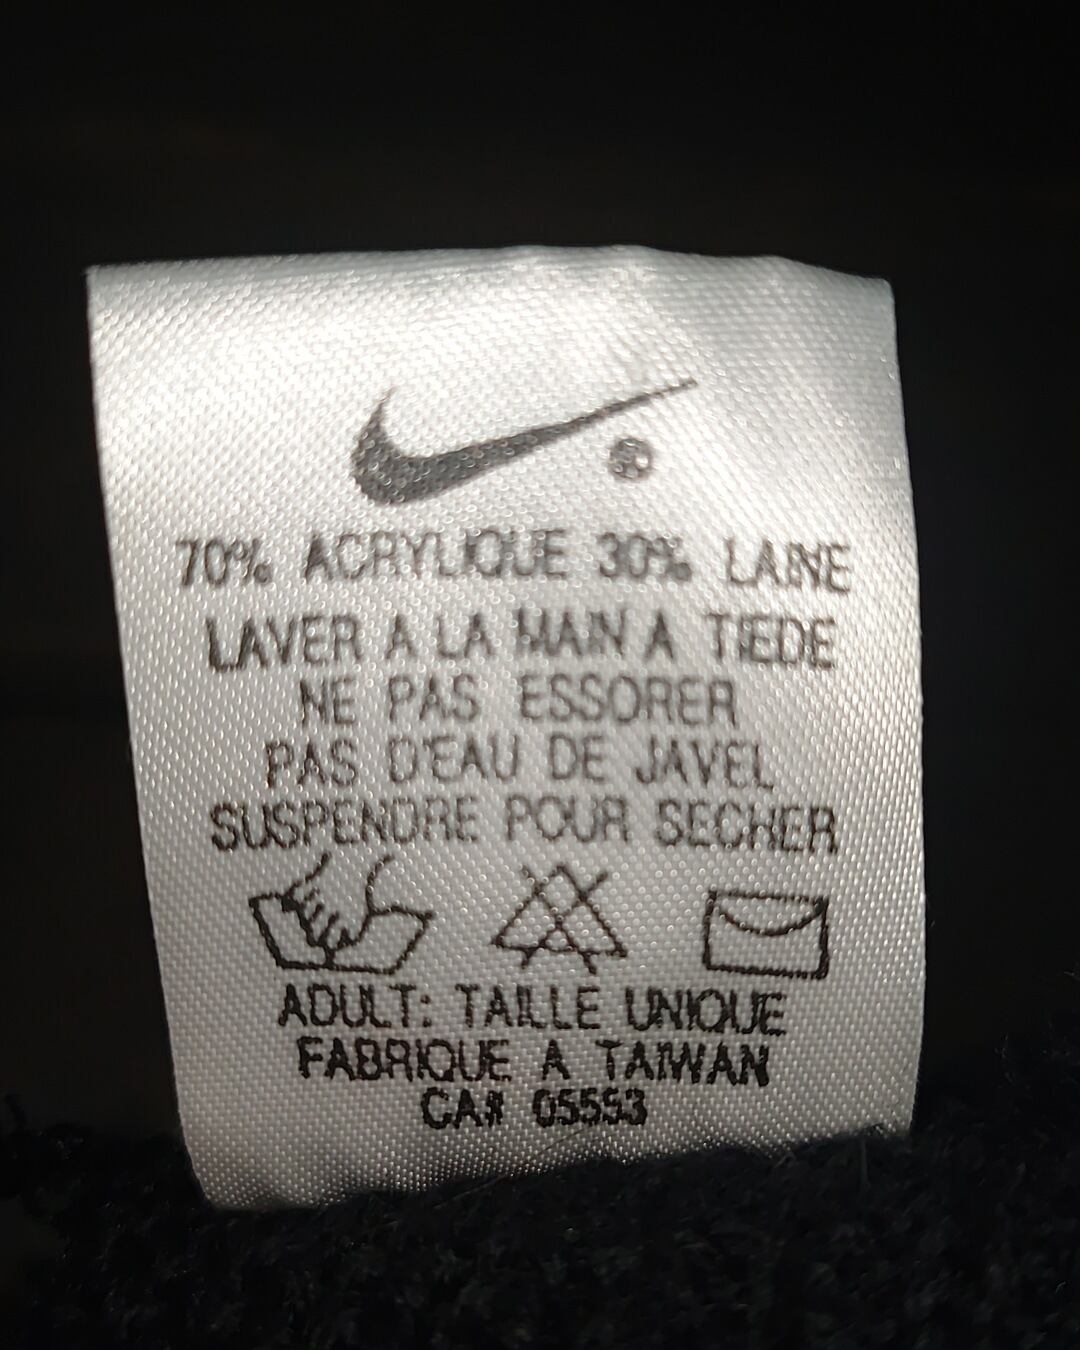 70% ACRYLIQUE 30% LAINE
LAVER A LA MAIN A TIEDE
NE PAS ESSORER
PAS D'EAU DE JAVEL
SUSPENDRE POUR SECHER
ADULT: TAILLE UNIQUE
FABRIQUE A TAIWAN
CA# 05553